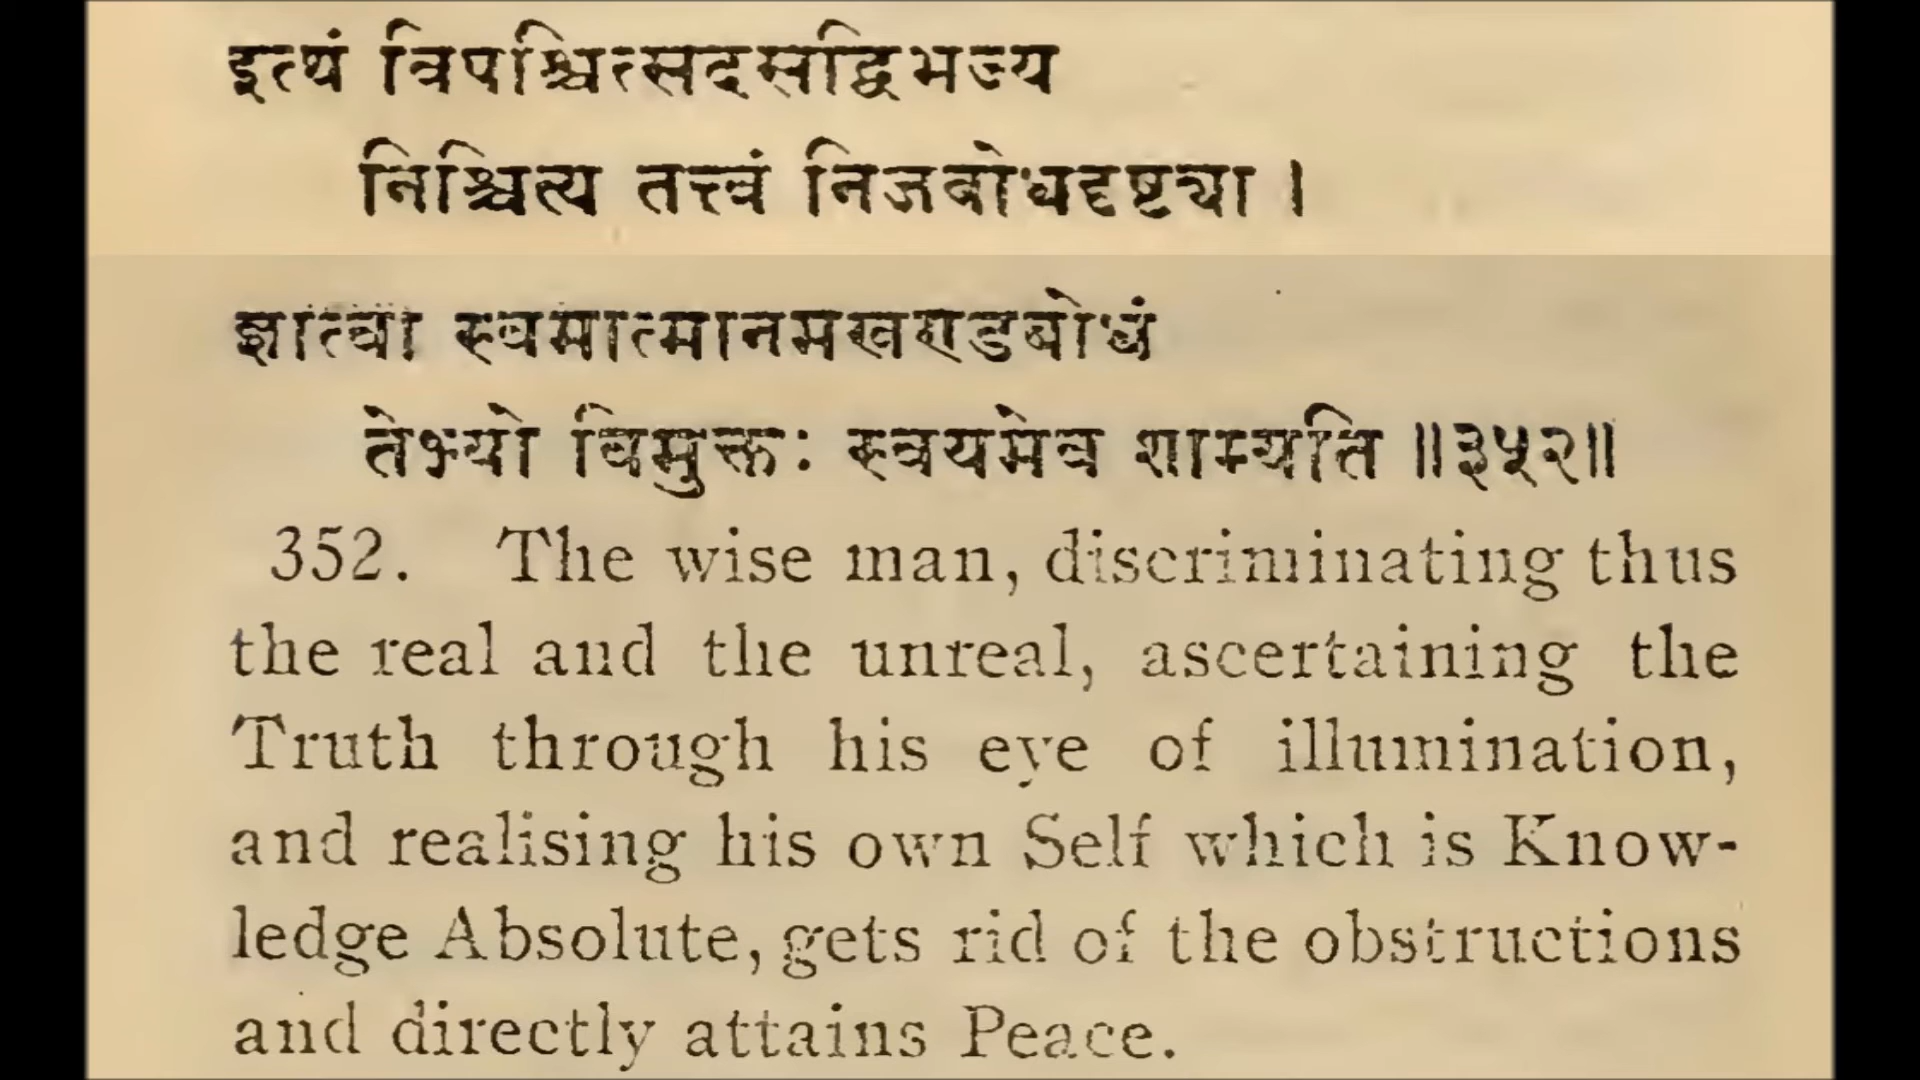 इत्थं विपश्चित्सदसद्विभज्य
निश्चित्य तत्त्वं निजबोधदृष्ट्या ।
ज्ञात्वा स्वमात्मानमखण्डबोधं
तेभ्यो विमुक्तः स्वयमेव शाम्यति ॥३५२॥
352. The wise man, discriminating thus
the real and the unreal, ascertaining the
Truth through his eye of illumination,
and realising his own Self which is Know-
ledge Absolute, gets rid of the obstructions
and directly attains Peace.